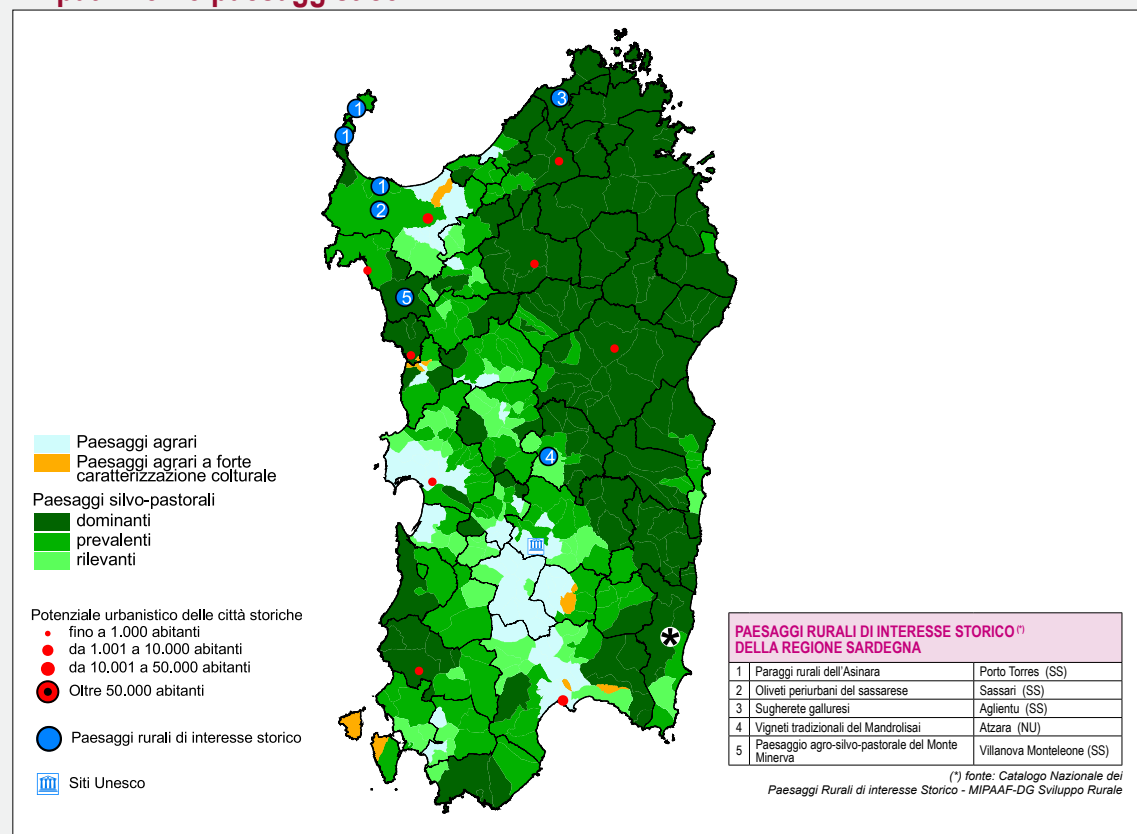 3
1
1
1
2
5
4
Paesaggi agrari
Paesaggi agrari a forte
caratterizzazione colturale
Paesaggi silvo-pastorali
dominanti
prevalenti
rilevanti
Potenziale urbanistico delle città storiche
fino a 1.000 abitanti
da 1.001 a 10.000 abitanti
da 10.001 a 50.000 abitanti
Oltre 50.000 abitanti
Paesaggi rurali di interesse storico
Siti Unesco
*
PAESAGGI RURALI DI INTERESSE STORICO (*)
DELLA REGIONE SARDEGNA
1 Paraggi rurali dell'Asinara Porto Torres (SS)
2 Oliveti periurbani del sassarese Sassari (SS)
3 Sugherete galluresi Aglientu (SS)
4 Vigneti tradizionali del Mandrolisai Atzara (NU)
5 Paesaggio agro-silvo-pastorale del Monte
Minerva Villanova Monteleone (SS)
(*) fonte: Catalogo Nazionale dei
Paesaggi Rurali di interesse Storico - MIPAAF-DG Sviluppo Rurale